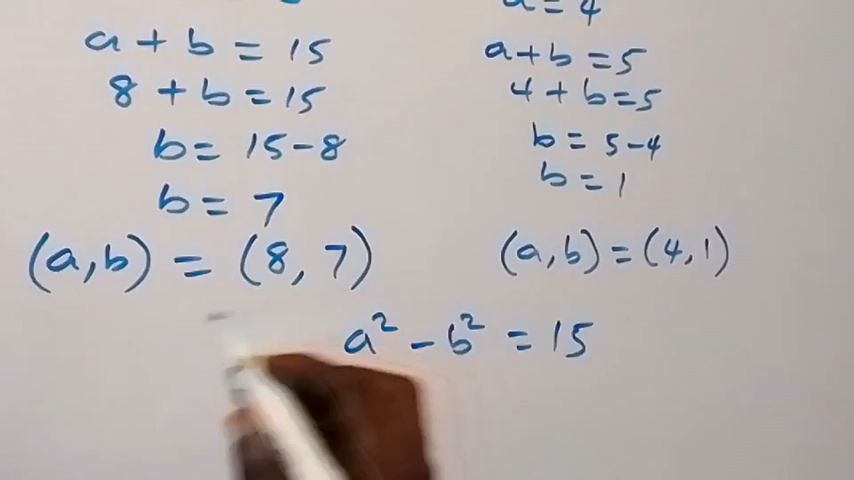 a + b = 15
8 + b = 15
b = 15 - 8
b = 7
(a, b) = (8, 7)
a = 4
a + b = 5
4 + b = 5
b = 5 - 4
b = 1
(a, b) = (4, 1)
a² - b² = 15